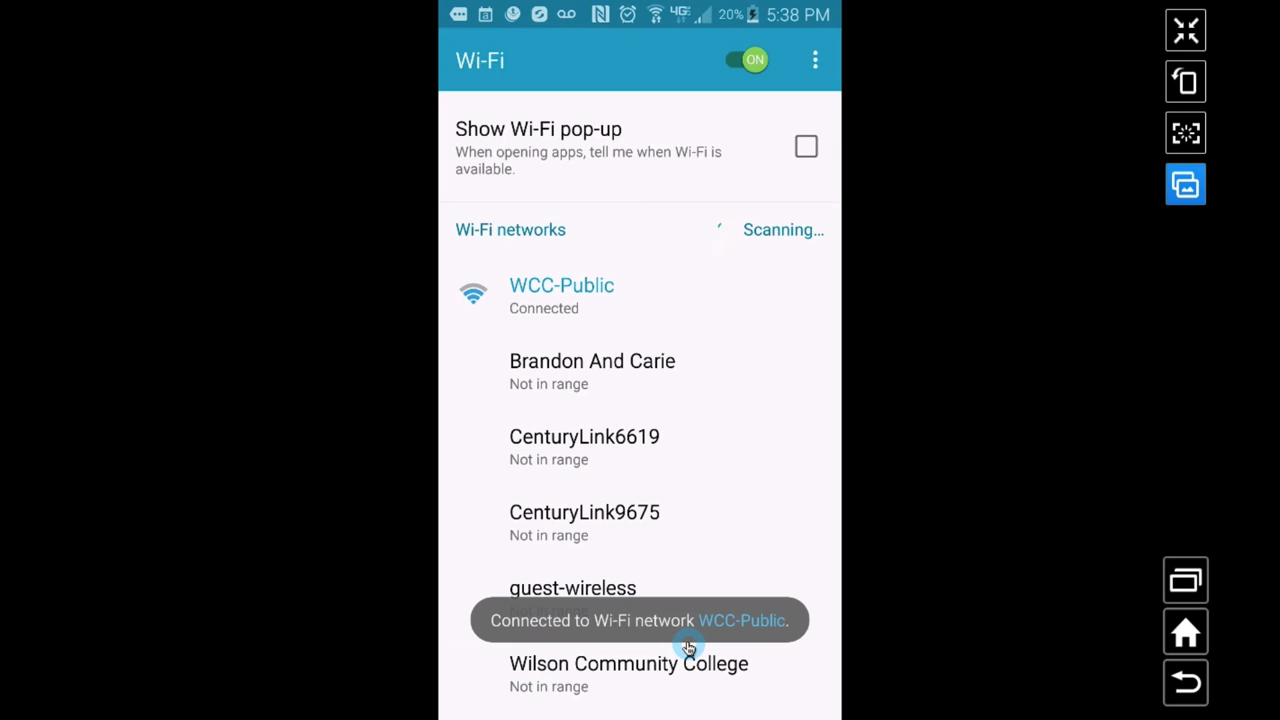 4G 20% 5:38 PM
Wi-Fi ON
Show Wi-Fi pop-up
When opening apps, tell me when Wi-Fi is
available.
Wi-Fi networks Scanning...
WCC-Public
Connected
Brandon And Carie
Not in range
CenturyLink6619
Not in range
CenturyLink9675
Not in range
guest-wireless
Connected to Wi-Fi network WCC-Public.
Wilson Community College
Not in range